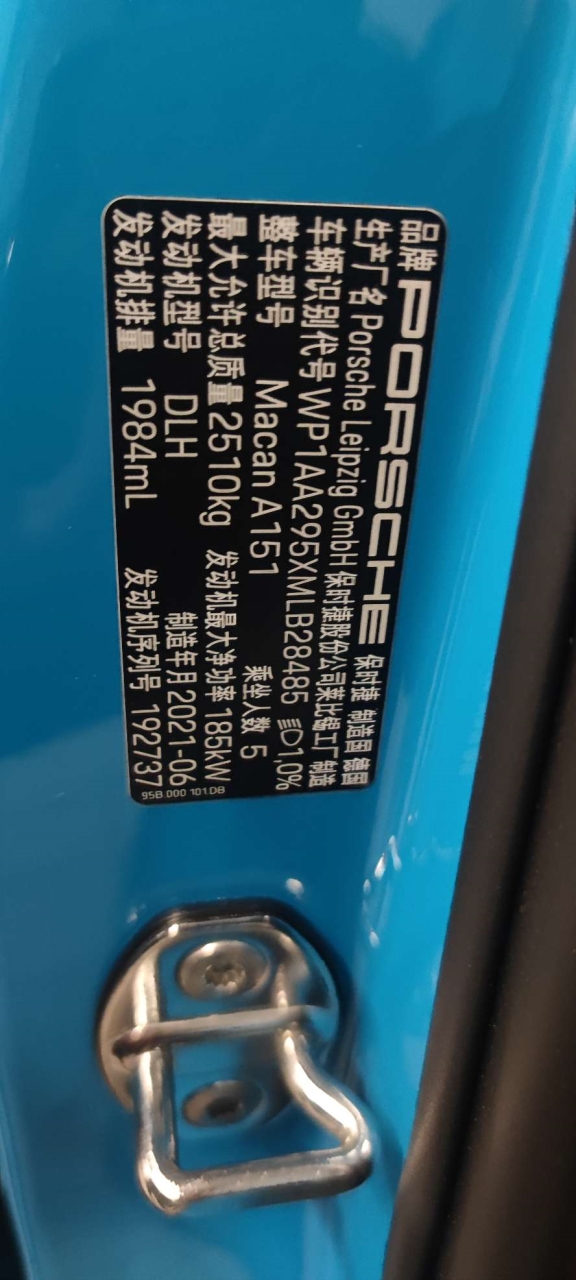 品牌 PORSCHE 保时捷 制造国 德国
生产厂名 Porsche Leipzig GmbH 保时捷股份公司莱比锡工厂制造
车辆识别代号 WP1AA295XMLB28485 1,0%
整车型号 Macan A151 乘坐人数 5
最大允许总质量 2510kg 发动机最大净功率 185kW
发动机型号 DLH 制造年月 2021-06
发动机排量 1984mL 发动机序列号 192737
95B.000 101.DB